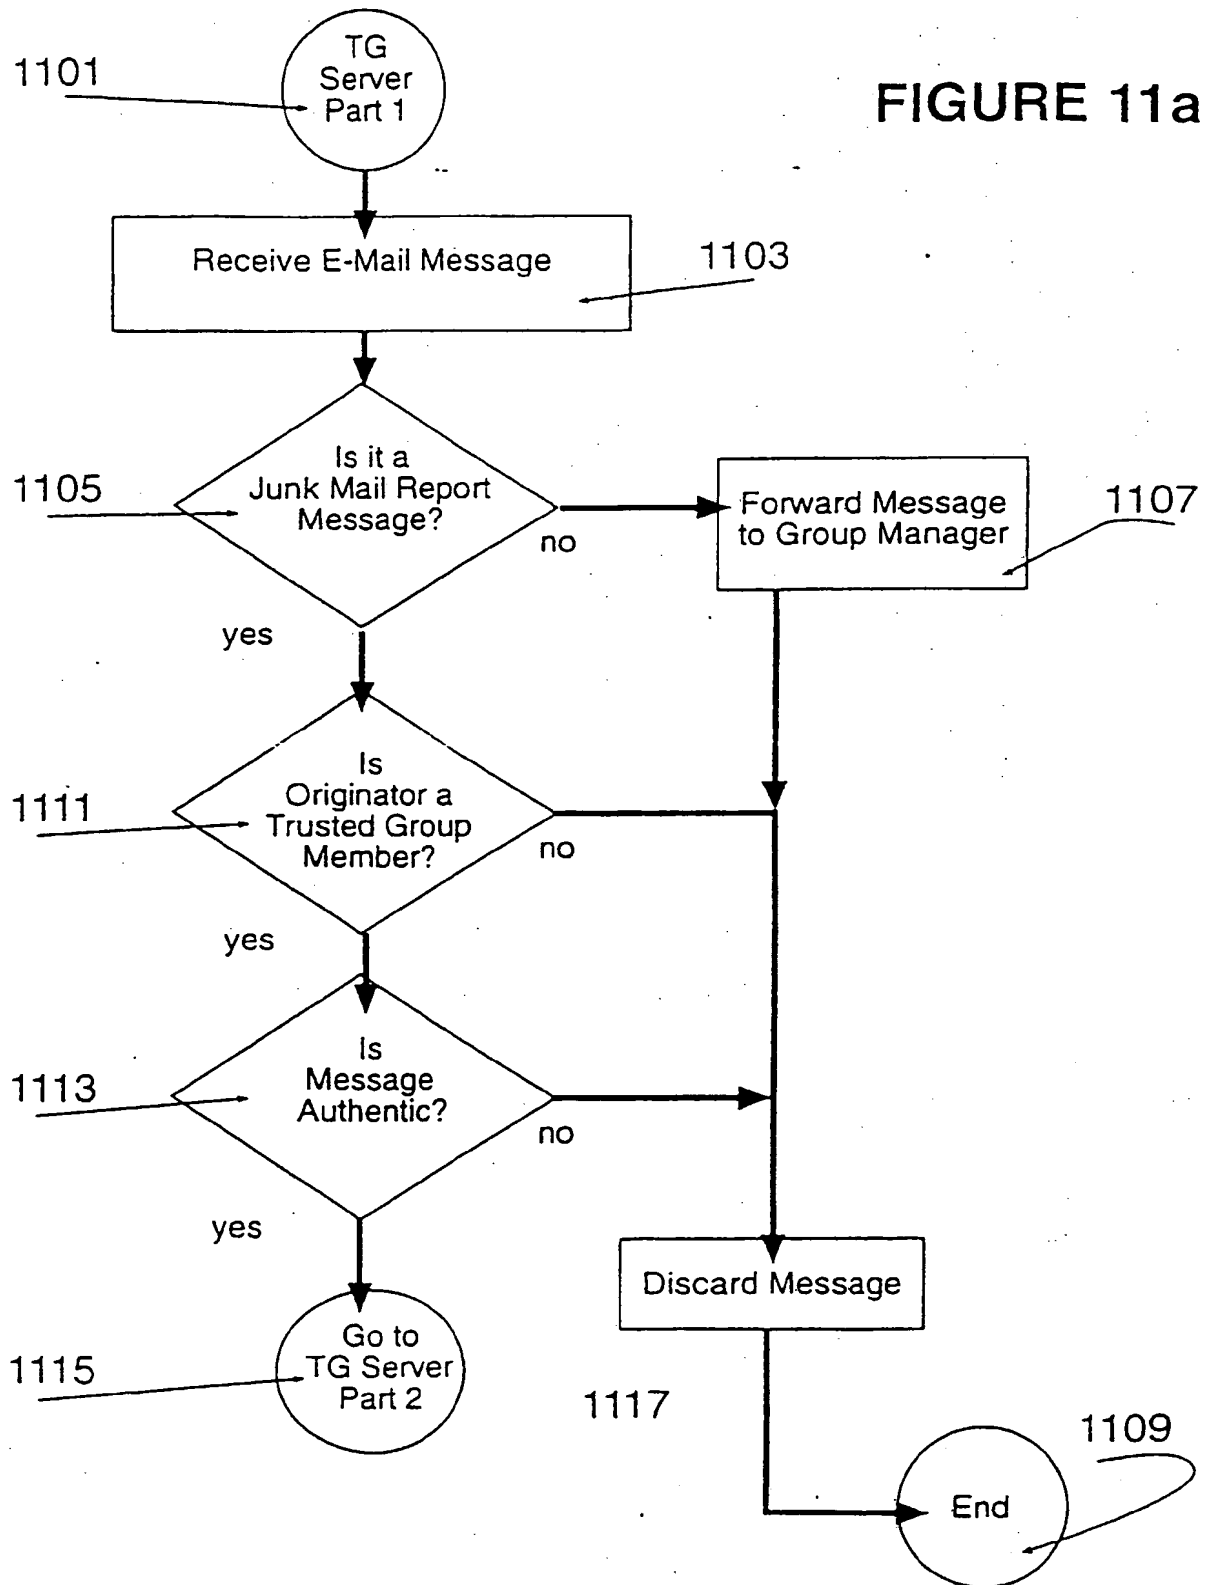 TG
Server
Part 1
1101
FIGURE 11a
Receive E-Mail Message
1103
Is it a
Junk Mail Report
Message?
1105
no
Forward Message
to Group Manager
1107
yes
Is
Originator a
Trusted Group
Member?
1111
no
yes
Is
Message
Authentic?
1113
no
yes
Discard Message
Go to
TG Server
Part 2
1115
1117
1109
End